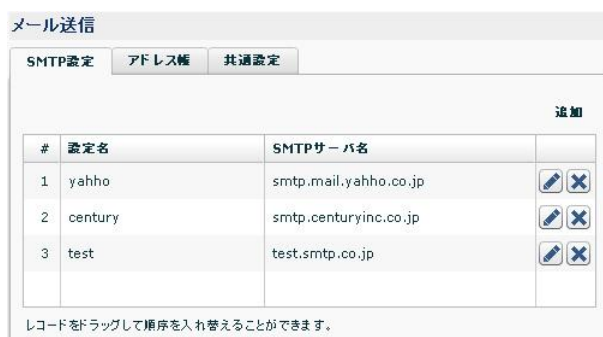 メール送信
SMTP設定 アドレス帳 共通設定
追加
# 設定名 SMTPサーバ名
1 yahho smtp.mail.yahho.co.jp
2 century smtp.centuryinc.co.jp
3 test test.smtp.co.jp
レコードをドラッグして順序を入れ替えることができます。